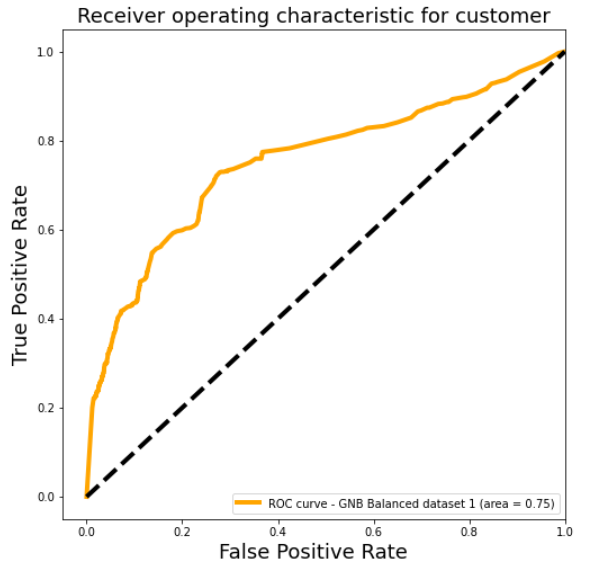 Receiver operating characteristic for customer
True Positive Rate
1.0
0.8
0.6
0.4
0.2
0.0
ROC curve - GNB Balanced dataset 1 (area = 0.75)
0.0 0.2 0.4 0.6 0.8 1.0
False Positive Rate